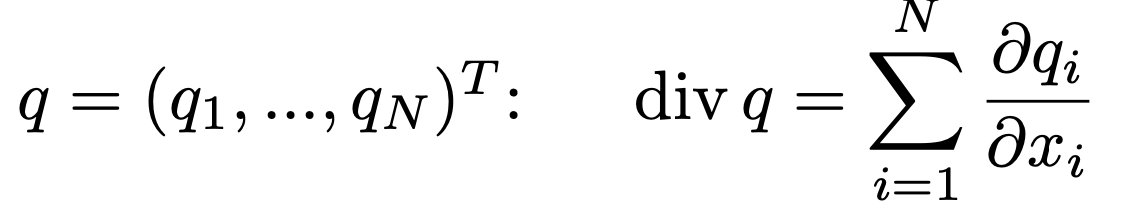 q = (q_1, ..., q_N)^T:   div q = \sum_{i=1}^{N} \frac{\partial q_i}{\partial x_i}